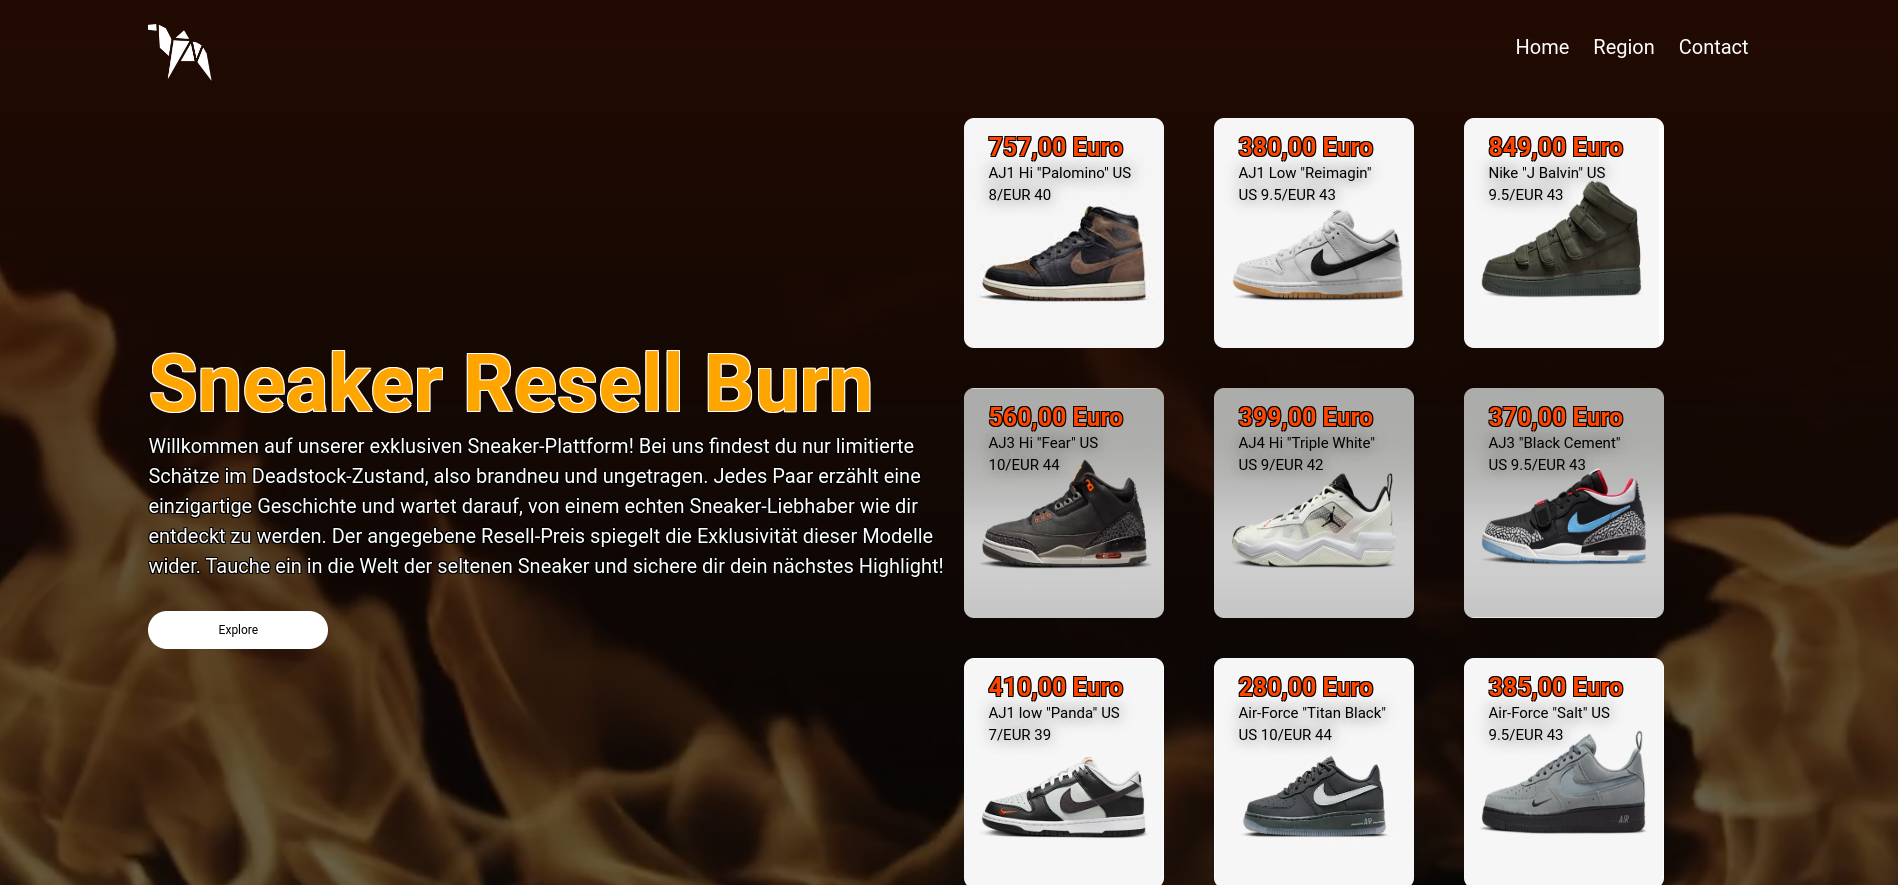 Home Region Contact
757,00 Euro
AJ1 Hi "Palomino" US
8/EUR 40
380,00 Euro
AJ1 Low "Reimagin"
US 9.5/EUR 43
849,00 Euro
Nike "J Balvin" US
9.5/EUR 43
Sneaker Resell Burn
Willkommen auf unserer exklusiven Sneaker-Plattform! Bei uns findest du nur limitierte
Schätze im Deadstock-Zustand, also brandneu und ungetragen. Jedes Paar erzählt eine
einzigartige Geschichte und wartet darauf, von einem echten Sneaker-Liebhaber wie dir
entdeckt zu werden. Der angegebene Resell-Preis spiegelt die Exklusivität dieser Modelle
wider. Tauche ein in die Welt der seltenen Sneaker und sichere dir dein nächstes Highlight!
Explore
560,00 Euro
AJ3 Hi "Fear" US
10/EUR 44
399,00 Euro
AJ4 Hi "Triple White"
US 9/EUR 42
370,00 Euro
AJ3 "Black Cement"
US 9.5/EUR 43
410,00 Euro
AJ1 low "Panda" US
7/EUR 39
280,00 Euro
Air-Force "Titan Black"
US 10/EUR 44
AIR
385,00 Euro
Air-Force "Salt" US
9.5/EUR 43
AIR